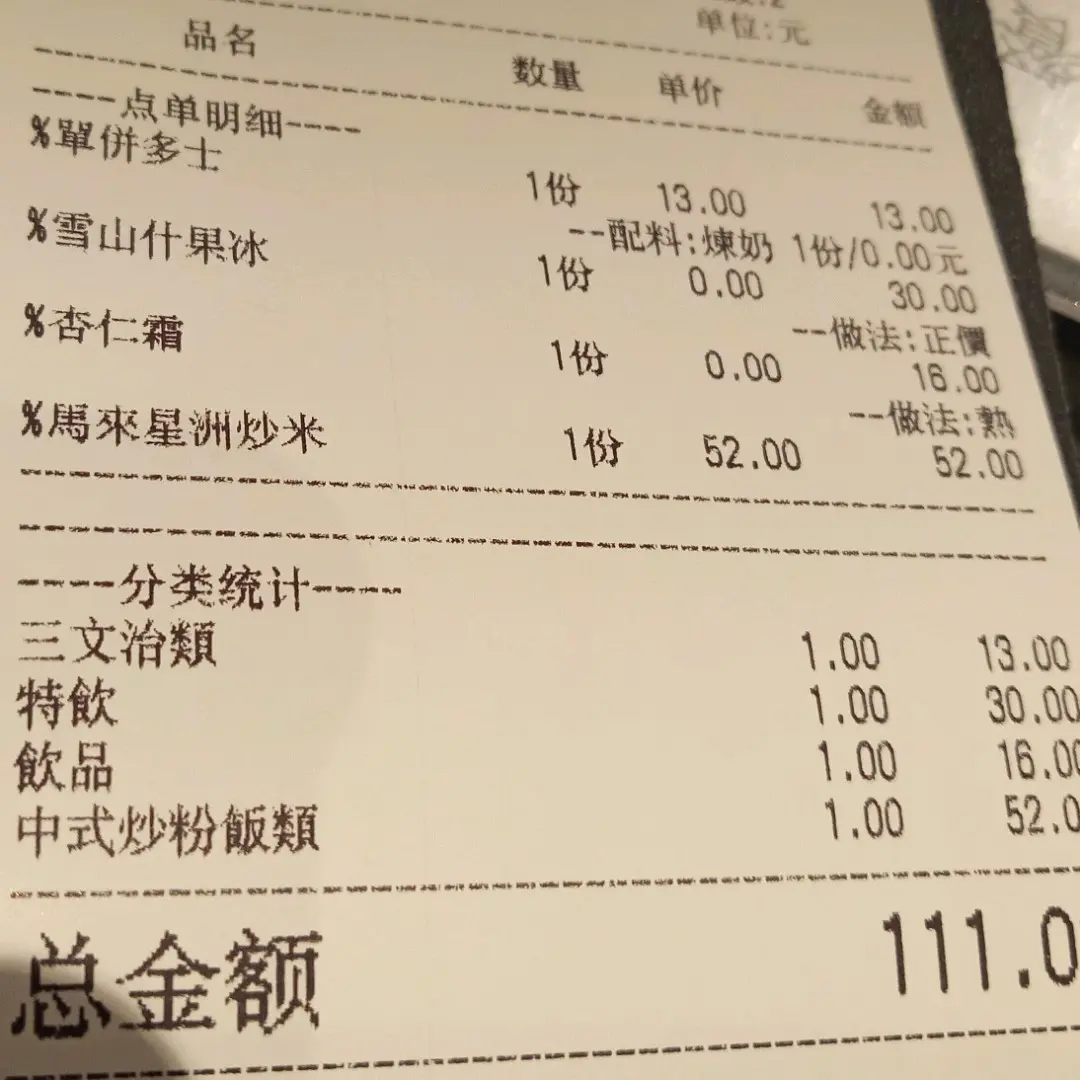 单位:元
品名 数量 单价 金额
----点单明细----
%單併多士
1份 13.00 13.00
--配料:煉奶 1份/0.00元
%雪山什果冰
1份 0.00 30.00
--做法:正價
%杏仁霜
1份 0.00 16.00
--做法:熱
%馬來星洲炒米
1份 52.00 52.00
----分类统计----
三文治類 1.00 13.00
特飲 1.00 30.00
飲品 1.00 16.00
中式炒粉飯類 1.00 52.0
总金额 111.0